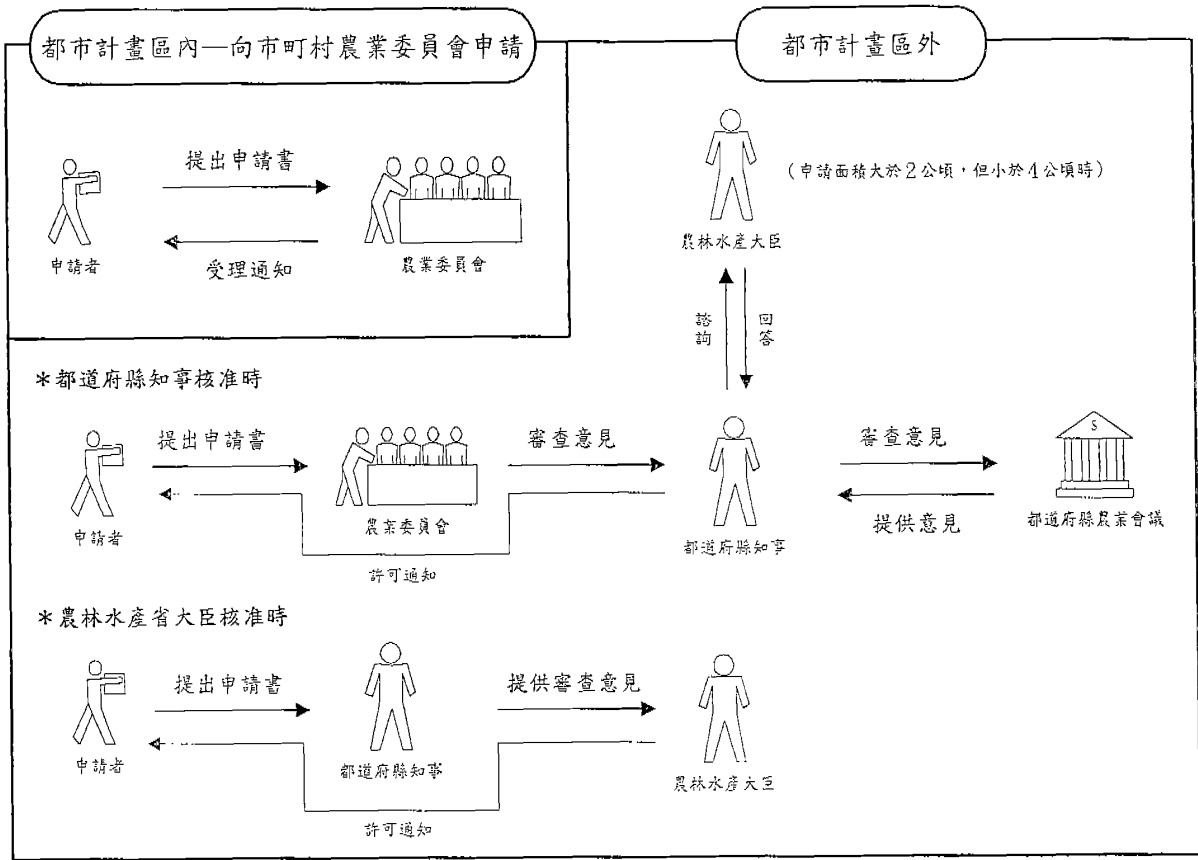 都市計畫區內—向市町村農業委員會申請
都市計畫區外
提出申請書
受理通知
申請者
農業委員會
(申請面積大於2公頃,但小於4公頃時)
農林水產大臣
諮詢
回答
*都道府縣知事核准時
提出申請書
審查意見
審查意見
提供意見
S
申請者
農業委員會
都道府縣知事
都道府縣農業會議
許可通知
*農林水產省大臣核准時
提出申請書
提供審查意見
申請者
都道府縣知事
農林水產大臣
許可通知